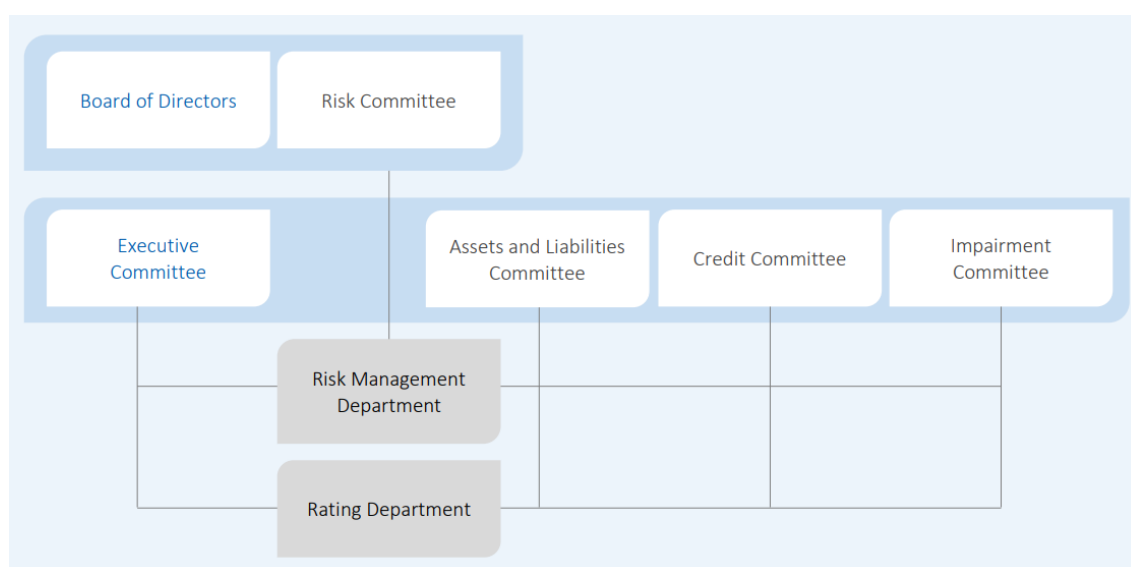 Board of Directors
Risk Committee
Executive
Committee
Assets and Liabilities
Committee
Credit Committee
Impairment
Committee
Risk Management
Department
Rating Department